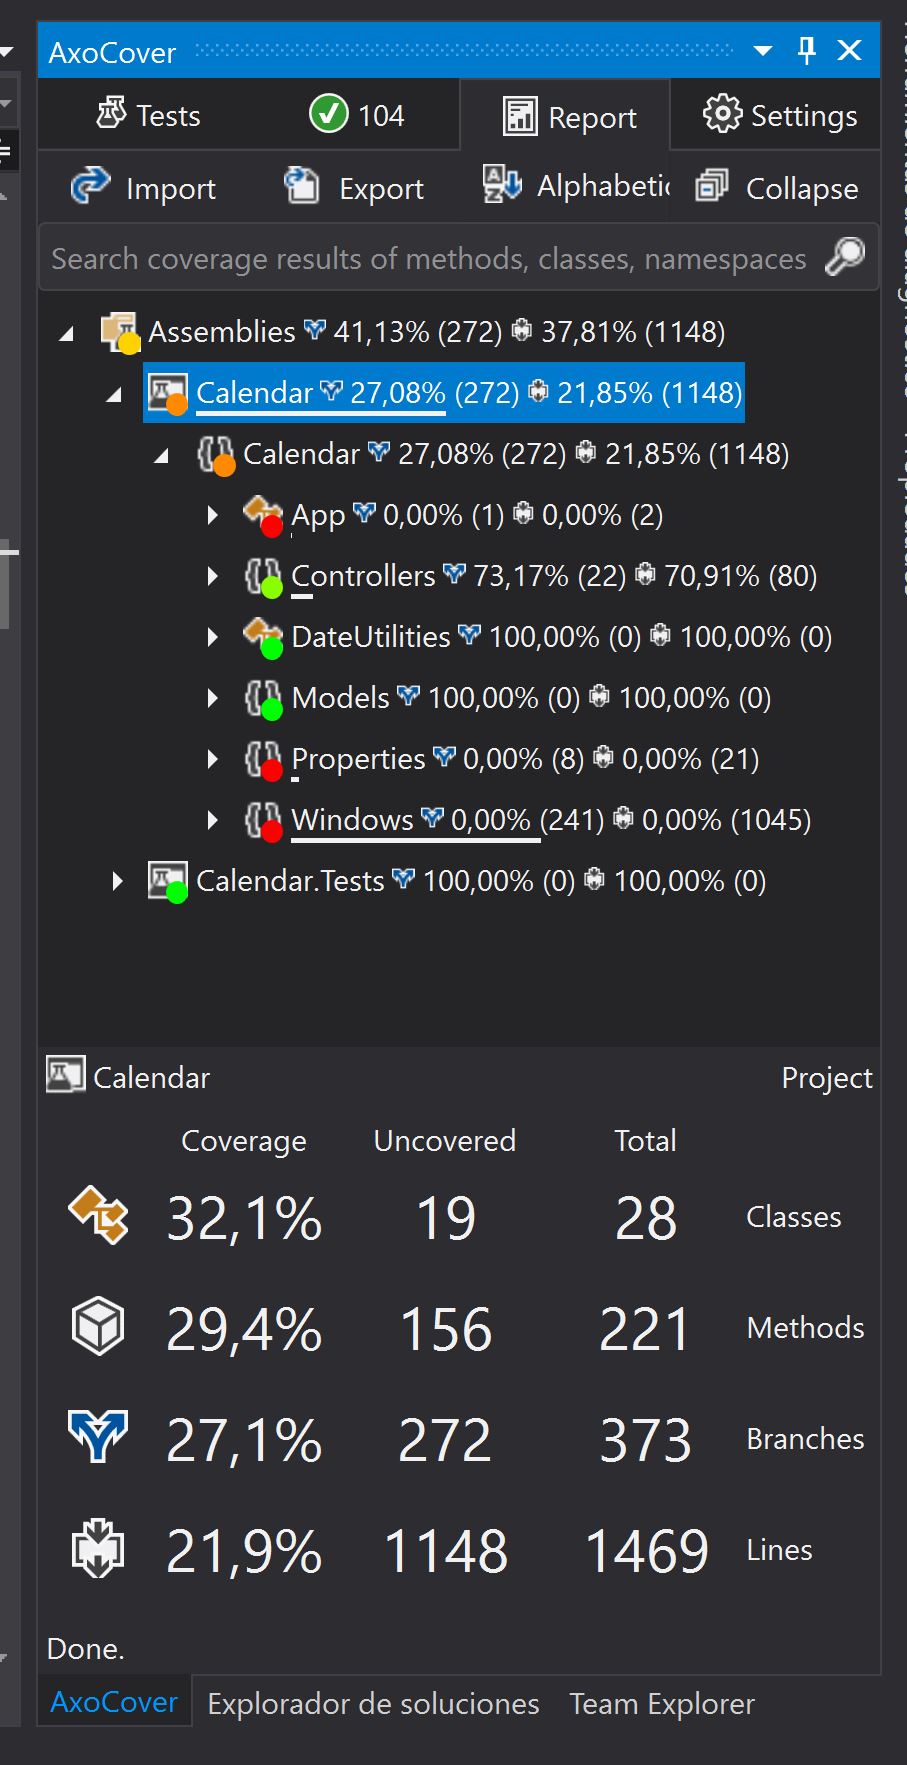 AxoCover
Tests 104 Report Settings
Import Export Alphabetic Collapse
Search coverage results of methods, classes, namespaces
Assemblies 41,13% (272) 37,81% (1148)
Calendar 27,08% (272) 21,85% (1148)
Calendar 27,08% (272) 21,85% (1148)
App 0,00% (1) 0,00% (2)
Controllers 73,17% (22) 70,91% (80)
DateUtilities 100,00% (0) 100,00% (0)
Models 100,00% (0) 100,00% (0)
Properties 0,00% (8) 0,00% (21)
Windows 0,00% (241) 0,00% (1045)
Calendar.Tests 100,00% (0) 100,00% (0)
Calendar Project
Coverage Uncovered Total
32,1% 19 28 Classes
29,4% 156 221 Methods
27,1% 272 373 Branches
21,9% 1148 1469 Lines
Done.
AxoCover Explorador de soluciones Team Explorer